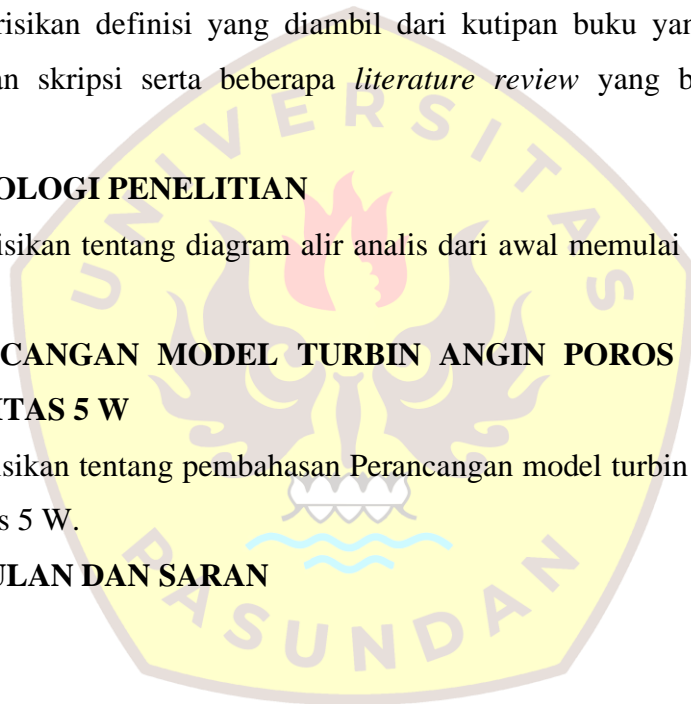 risikan definisi yang diambil dari kutipan buku yan
an skripsi serta beberapa literature review yang b
OLOGI PENELITIAN
isikan tentang diagram alir analis dari awal memulai
CANGAN MODEL TURBIN ANGIN POROS
ITAS 5 W
isikan tentang pembahasan Perancangan model turbin
s 5 W.
ULAN DAN SARAN
UNIVERSITAS
PASUNDAN